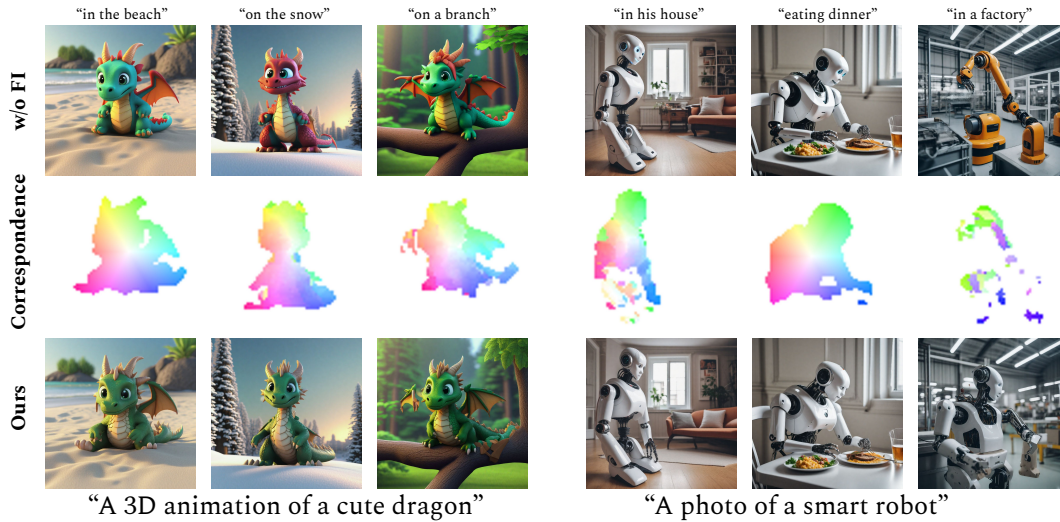 “in the beach” “on the snow” “on a branch” “in his house” “eating dinner” “in a factory”
w/o FI
Correspondence
Ours
“A 3D animation of a cute dragon” “A photo of a smart robot”